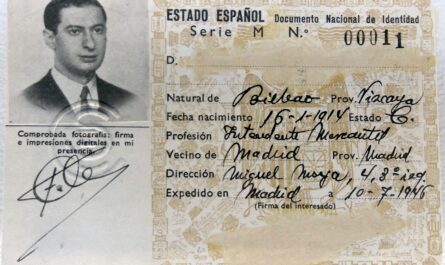 ESTADO ESPAÑOL Documento Nacional de Identidad
Serie M N.º 00011
D.
Natural de Bilbao Prov. Vizcaya
Fecha nacimiento 16-1-1914 Estado C.
Profesión Intendente Mercantil
Vecino de Madrid Prov. Madrid
Dirección Miguel Moya, 4, 3º izq.
Expedido en Madrid a 10-7-1946
(Firma del interesado)
Comprobada fotografía; firma
e impresiones digitales en mi
presencia.